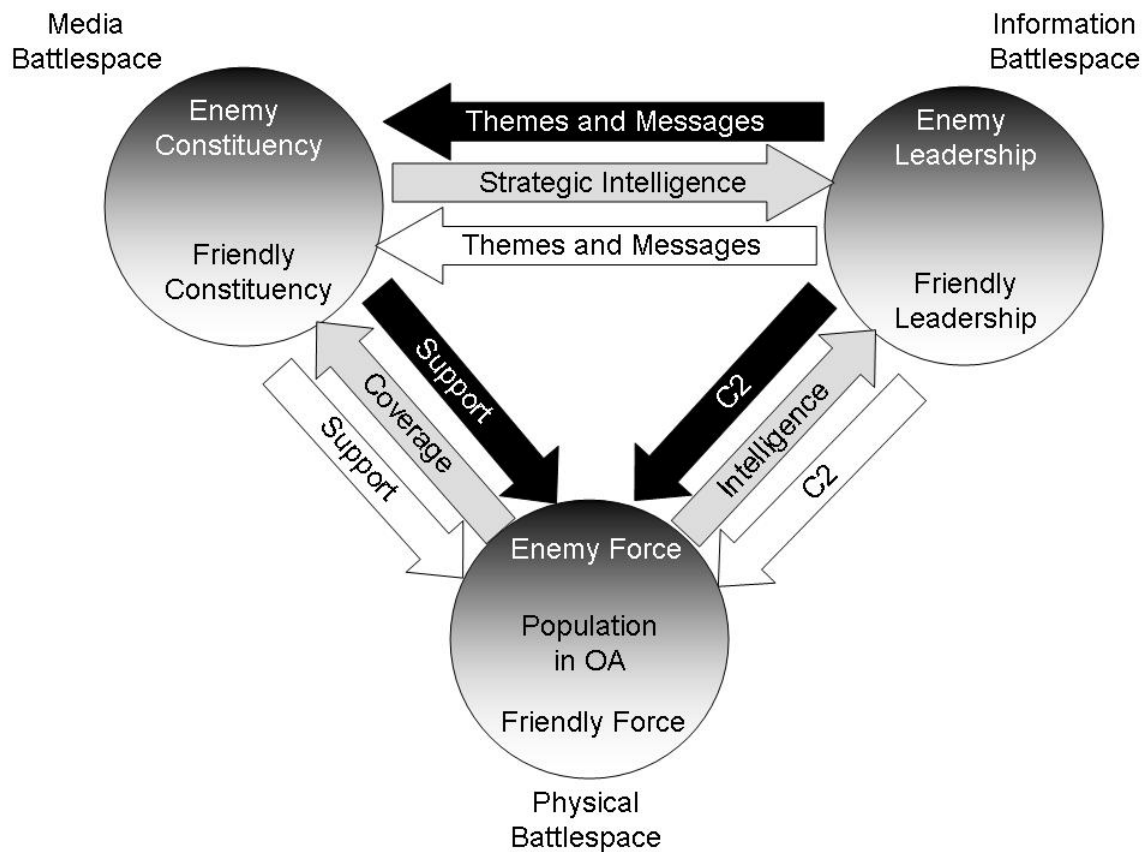 Media
Battlespace
Information
Battlespace
Enemy
Constituency
Friendly
Constituency
Themes and Messages
Strategic Intelligence
Themes and Messages
Enemy
Leadership
Friendly
Leadership
Support
Coverage
Support
C2
Intelligence
C2
Enemy Force
Population
in OA
Friendly Force
Physical
Battlespace